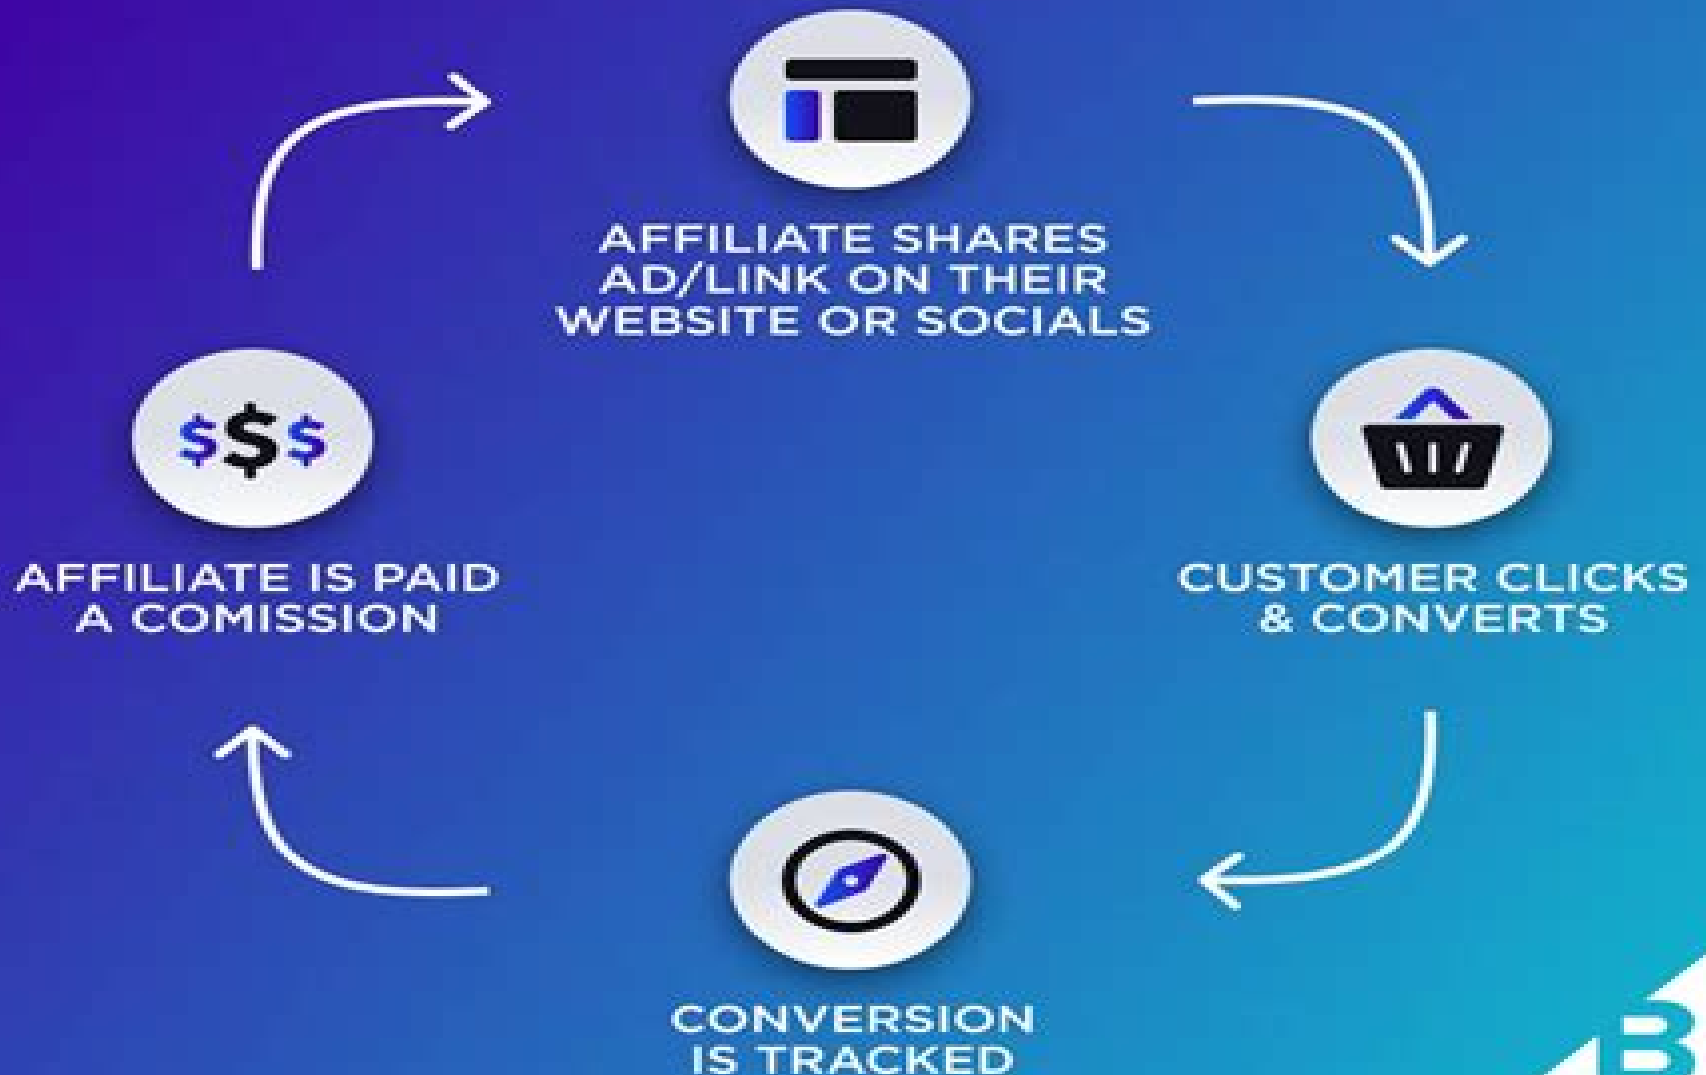 AFFILIATE SHARES
AD/LINK ON THEIR
WEBSITE OR SOCIALS
$$$
CUSTOMER CLICKS
& CONVERTS
AFFILIATE IS PAID
A COMISSION
CONVERSION
IS TRACKED
B